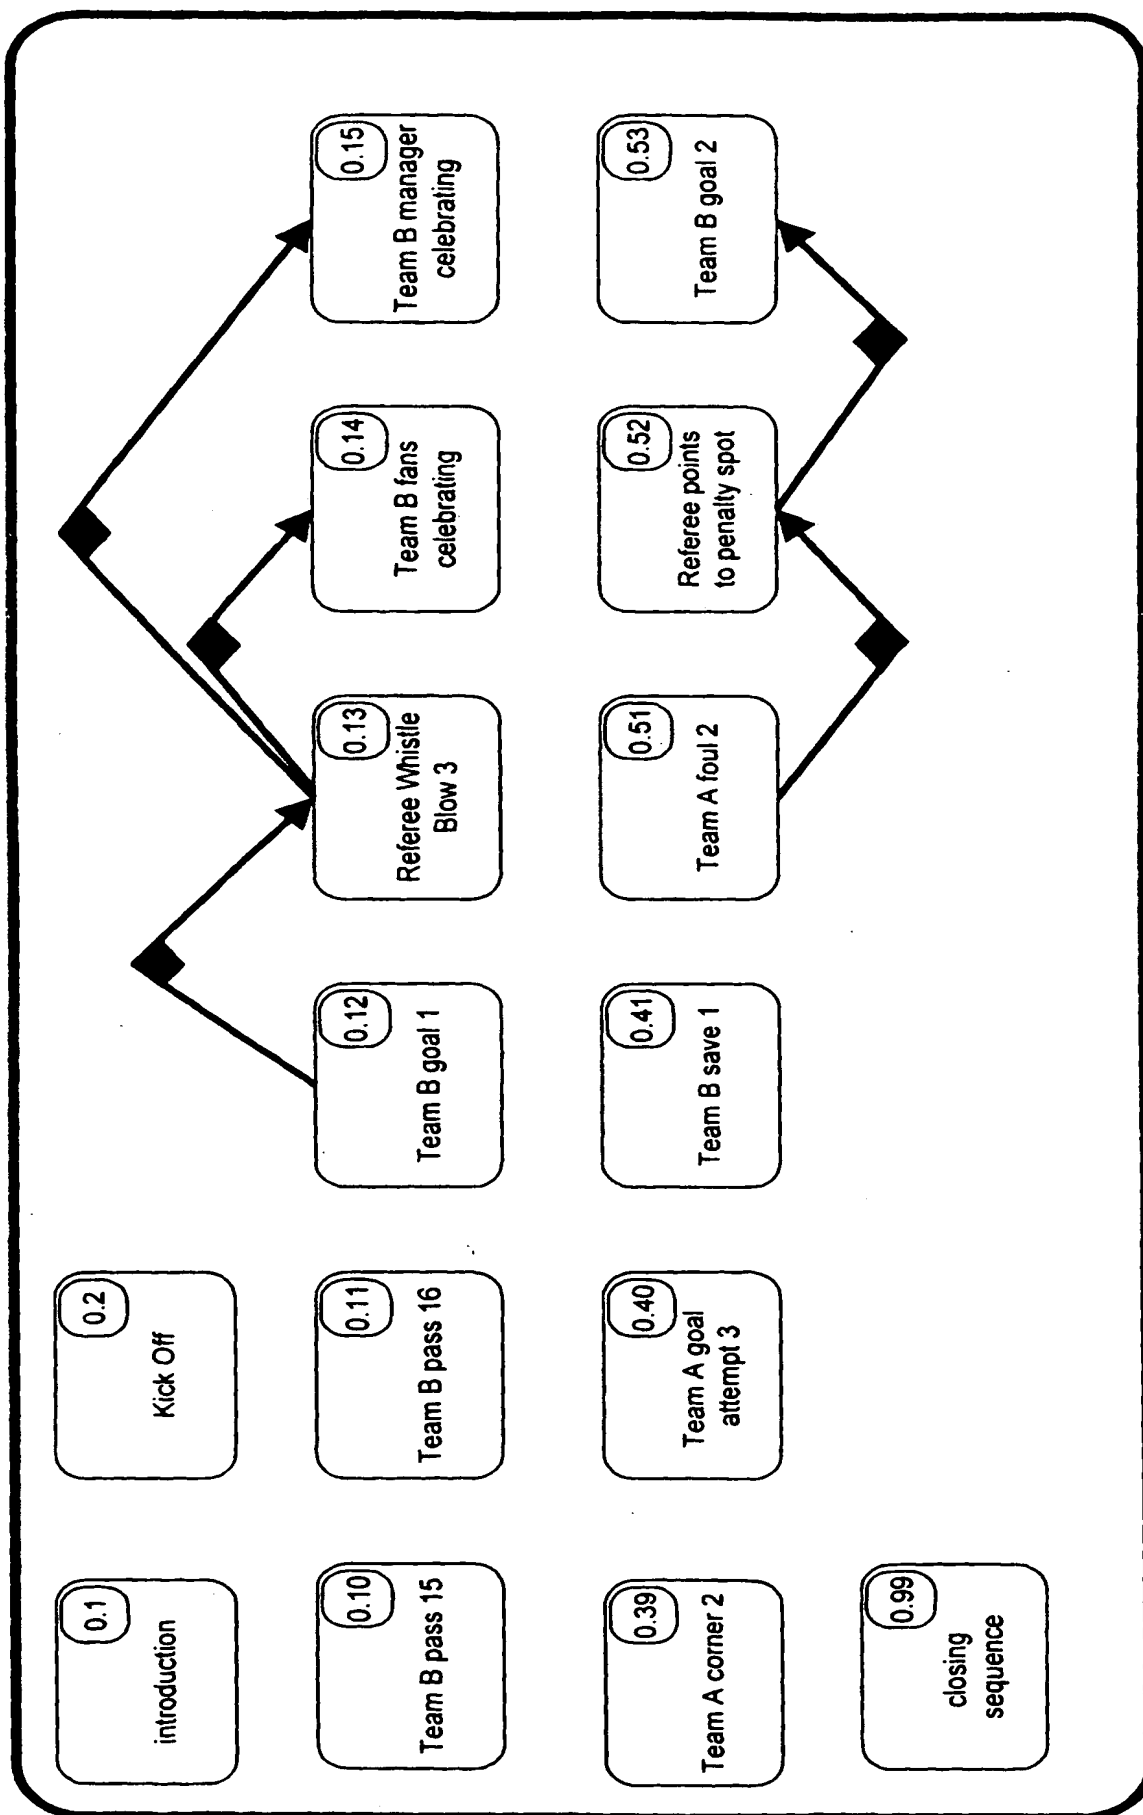 0.1
introduction
0.2
Kick Off
0.10
Team B pass 15
0.11
Team B pass 16
0.12
Team B goal 1
0.13
Referee Whistle
Blow 3
0.14
Team B fans
celebrating
0.15
Team B manager
celebrating
0.39
Team A corner 2
0.40
Team A goal
attempt 3
0.41
Team B save 1
0.51
Team A foul 2
0.52
Referee points
to penalty spot
0.53
Team B goal 2
0.99
closing
sequence